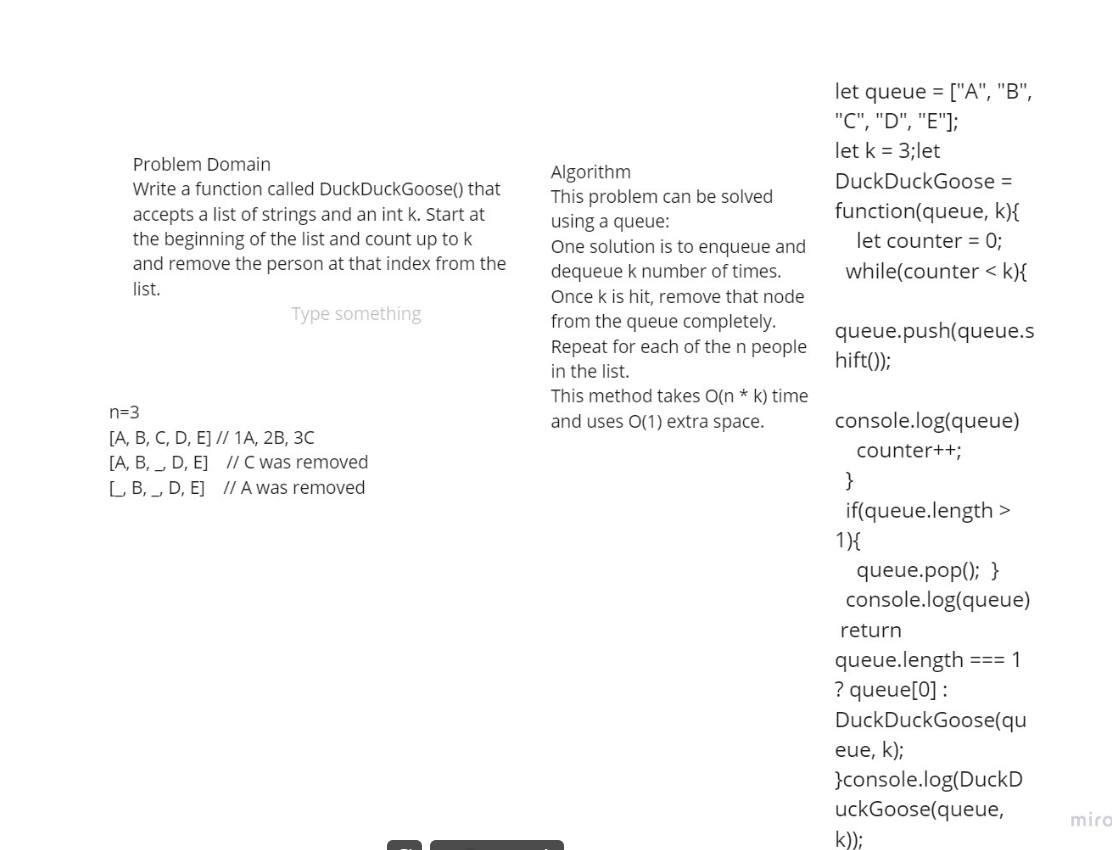 Problem Domain
Write a function called DuckDuckGoose() that
accepts a list of strings and an int k. Start at
the beginning of the list and count up to k
and remove the person at that index from the
list.
Type something
n=3
[A, B, C, D, E] // 1A, 2B, 3C
[A, B, _, D, E]    // C was removed
[_, B, _, D, E]    // A was removed
Algorithm
This problem can be solved
using a queue:
One solution is to enqueue and
dequeue k number of times.
Once k is hit, remove that node
from the queue completely.
Repeat for each of the n people
in the list.
This method takes O(n * k) time
and uses O(1) extra space.
let queue = ["A", "B",
"C", "D", "E"];
let k = 3;let
DuckDuckGoose =
function(queue, k){
let counter = 0;
while(counter < k){
queue.push(queue.s
hift());
console.log(queue)
counter++;
}
if(queue.length >
1){
queue.pop();  }
console.log(queue)
return
queue.length === 1
? queue[0] :
DuckDuckGoose(qu
eue, k);
}console.log(DuckD
uckGoose(queue,
k));
miro